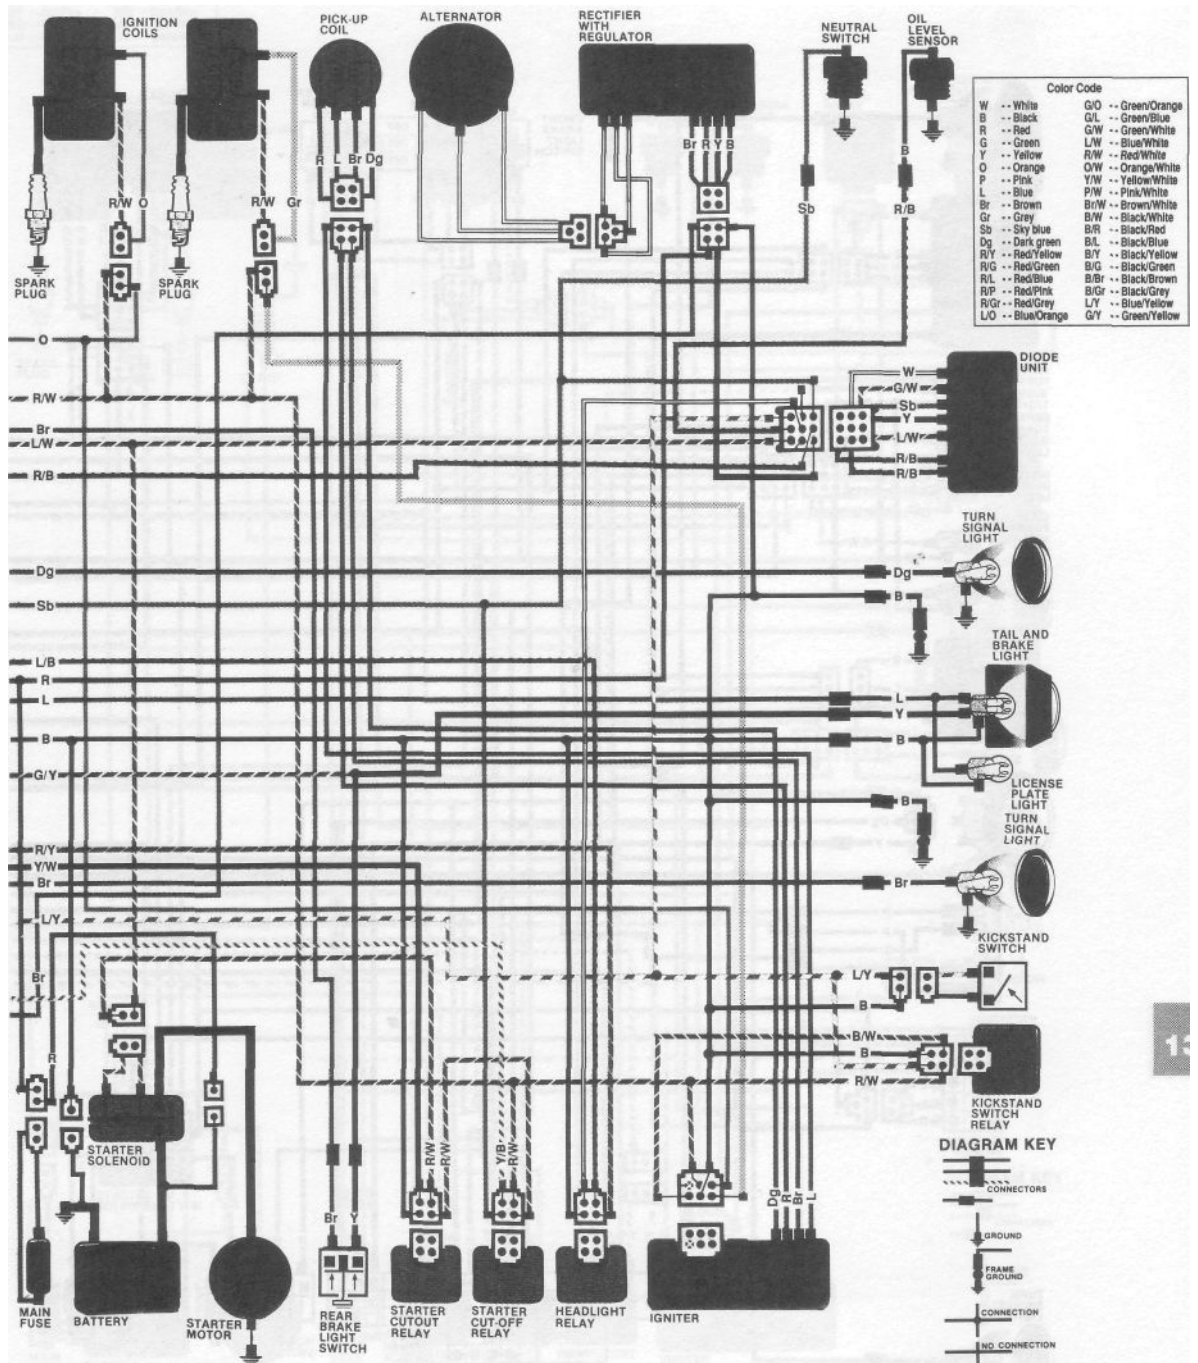 IGNITION
COILS
PICK-UP
COIL
ALTERNATOR
RECTIFIER
WITH
REGULATOR
NEUTRAL
SWITCH
OIL
LEVEL
SENSOR
Color Code
W -- White
B -- Black
R -- Red
G -- Green
Y -- Yellow
O -- Orange
P -- Pink
L -- Blue
Br -- Brown
Gr -- Grey
Sb -- Sky blue
Dg -- Dark green
R/Y -- Red/Yellow
R/G -- Red/Green
R/L -- Red/Blue
R/P -- Red/Pink
R/Gr -- Red/Grey
L/O -- Blue/Orange
G/O -- Green/Orange
G/L -- Green/Blue
G/W -- Green/White
L/W -- Blue/White
R/W -- Red/White
O/W -- Orange/White
Y/W -- Yellow/White
P/W -- Pink/White
Br/W -- Brown/White
B/W -- Black/White
B/R -- Black/Red
B/L -- Black/Blue
B/Y -- Black/Yellow
B/G -- Black/Green
B/Br -- Black/Brown
B/Gr -- Black/Grey
L/Y -- Blue/Yellow
G/Y -- Green/Yellow
R L Br Dg
Br R Y B
B
R/W
O
R/W
Gr
Sb
R/B
SPARK
PLUG
SPARK
PLUG
O
R/W
Br
L/W
R/B
W
G/W
Sb
Y
L/W
R/B
R/B
DIODE
UNIT
TURN
SIGNAL
LIGHT
Dg
Dg
B
Sb
TAIL AND
BRAKE
LIGHT
L/B
R
L
L
Y
B
B
G/Y
LICENSE
PLATE
LIGHT
B
TURN
SIGNAL
LIGHT
R/Y
Y/W
Br
Br
L/Y
KICKSTAND
SWITCH
Br
L/Y
B
R
B/W
B
R/W
KICKSTAND
SWITCH
RELAY
13
STARTER
SOLENOID
R/W
R/W
Y/B
R/W
DIAGRAM KEY
CONNECTORS
Dg
R
Br
L
Br
Y
GROUND
FRAME
GROUND
CONNECTION
NO CONNECTION
MAIN
FUSE
BATTERY
STARTER
MOTOR
REAR
BRAKE
LIGHT
SWITCH
STARTER
CUTOUT
RELAY
STARTER
CUT-OFF
RELAY
HEADLIGHT
RELAY
IGNITER